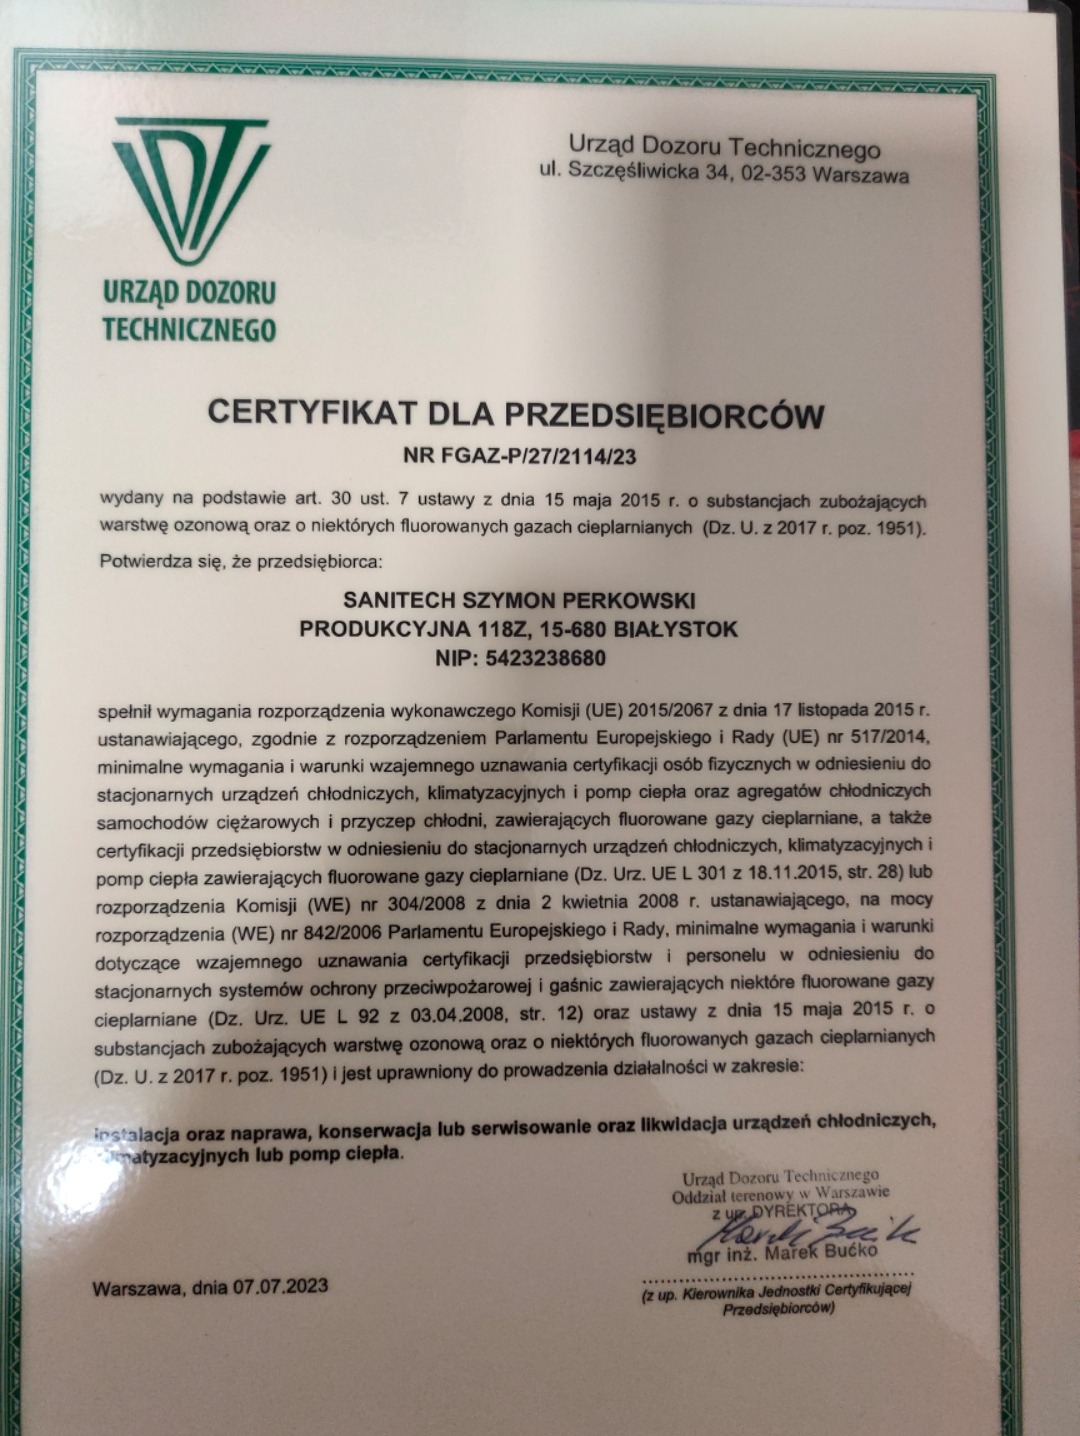 Urząd Dozoru Technicznego
ul. Szczęśliwicka 34, 02-353 Warszawa
UDT
URZĄD DOZORU
TECHNICZNEGO
CERTYFIKAT DLA PRZEDSIĘBIORCÓW
NR FGAZ-P/27/2114/23
wydany na podstawie art. 30 ust. 7 ustawy z dnia 15 maja 2015 r. o substancjach zubożających
warstwę ozonową oraz o niektórych fluorowanych gazach cieplarnianych (Dz. U. z 2017 r. poz. 1951).
Potwierdza się, że przedsiębiorca:
SANITECH SZYMON PERKOWSKI
PRODUKCYJNA 118Z, 15-680 BIAŁYSTOK
NIP: 5423238680
spełnił wymagania rozporządzenia wykonawczego Komisji (UE) 2015/2067 z dnia 17 listopada 2015 r.
ustanawiającego, zgodnie z rozporządzeniem Parlamentu Europejskiego i Rady (UE) nr 517/2014,
minimalne wymagania i warunki wzajemnego uznawania certyfikacji osób fizycznych w odniesieniu do
stacjonarnych urządzeń chłodniczych, klimatyzacyjnych i pomp ciepła oraz agregatów chłodniczych
samochodów ciężarowych i przyczep chłodni, zawierających fluorowane gazy cieplarniane, a także
certyfikacji przedsiębiorstw w odniesieniu do stacjonarnych urządzeń chłodniczych, klimatyzacyjnych i
pomp ciepła zawierających fluorowane gazy cieplarniane (Dz. Urz. UE L 301 z 18.11.2015, str. 28) lub
rozporządzenia Komisji (WE) nr 304/2008 z dnia 2 kwietnia 2008 r. ustanawiającego, na mocy
rozporządzenia (WE) nr 842/2006 Parlamentu Europejskiego i Rady, minimalne wymagania i warunki
dotyczące wzajemnego uznawania certyfikacji przedsiębiorstw i personelu w odniesieniu do
stacjonarnych systemów ochrony przeciwpożarowej i gaśnic zawierających niektóre fluorowane gazy
cieplarniane (Dz. Urz. UE L 92 z 03.04.2008, str. 12) oraz ustawy z dnia 15 maja 2015 r. o
substancjach zubożających warstwę ozonową oraz o niektórych fluorowanych gazach cieplarnianych
(Dz. U. z 2017 r. poz. 1951) i jest uprawniony do prowadzenia działalności w zakresie:
instalacja oraz naprawa, konserwacja lub serwisowanie oraz likwidacja urządzeń chłodniczych,
klimatyzacyjnych lub pomp ciepła.
Urząd Dozoru Technicznego
Oddział terenowy w Warszawie
z up. DYREKTORA
mgr inż. Marek Bućko
Warszawa, dnia 07.07.2023
(z up. Kierownika Jednostki Certyfikującej
Przedsiębiorców)